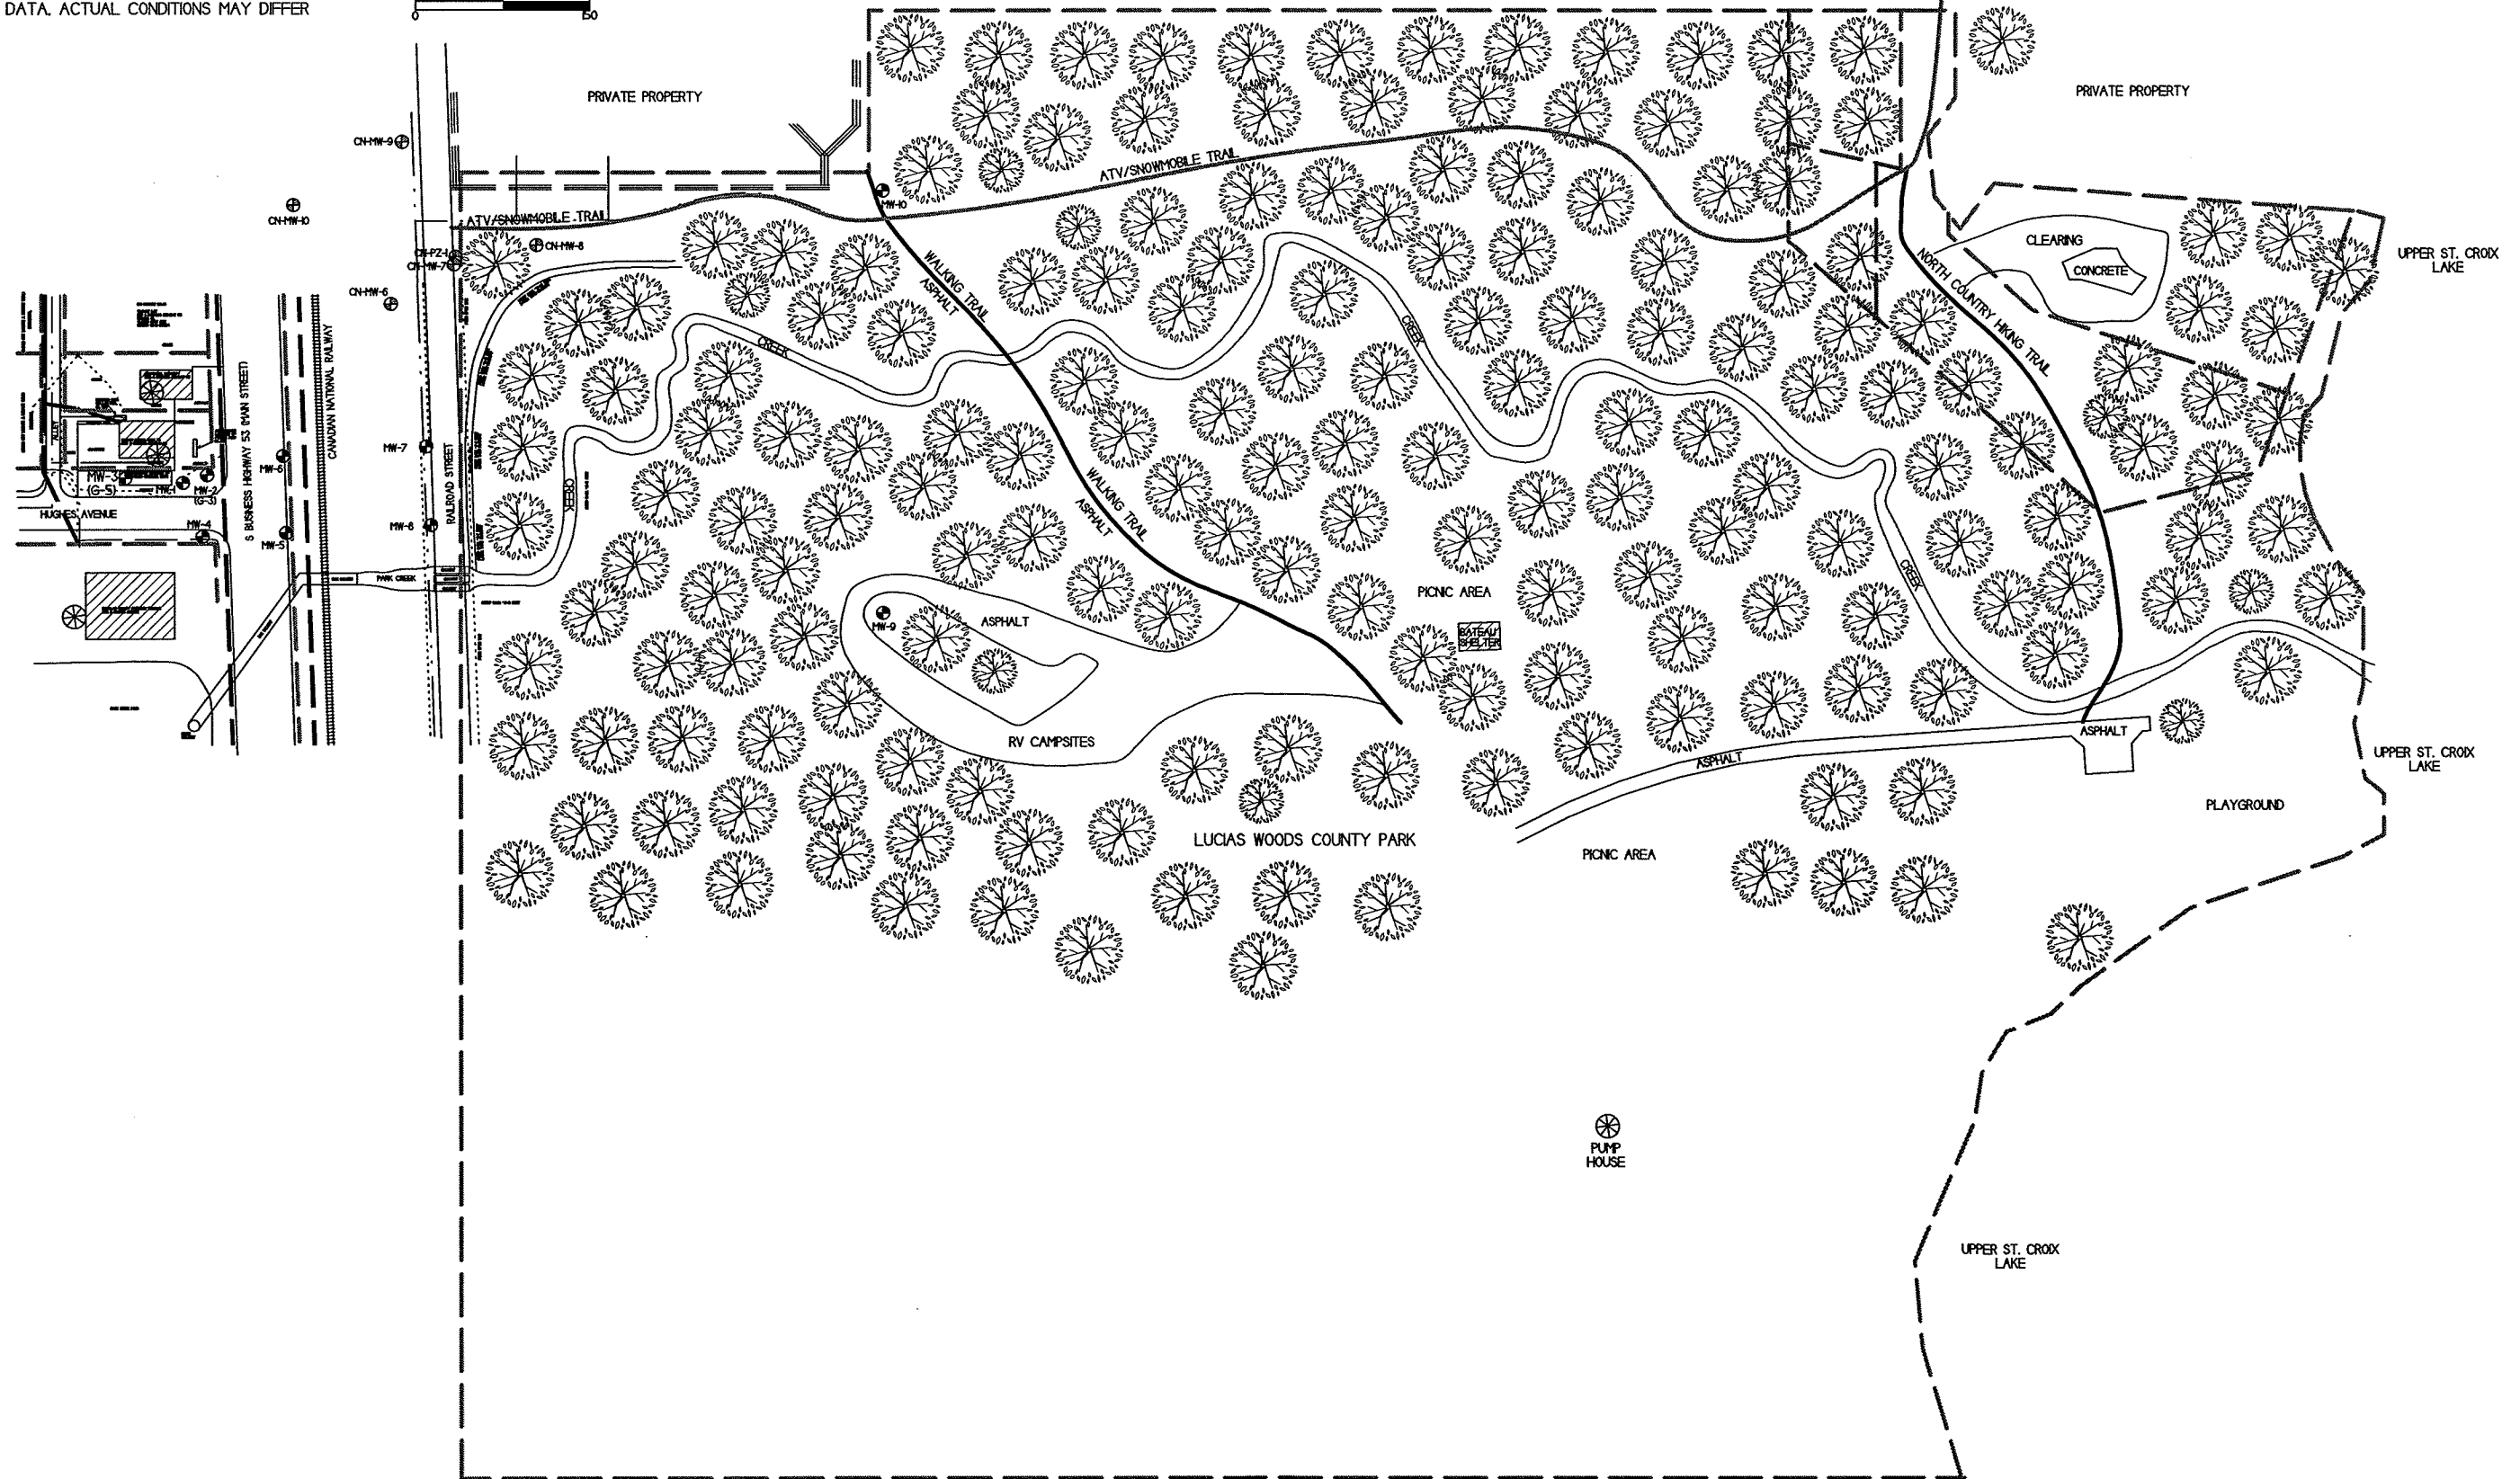 DATA. ACTUAL CONDITIONS MAY DIFFER
0
150
PRIVATE PROPERTY
PRIVATE PROPERTY
CN-MW-9
CN-MW-10
ATV/SNOWMOBILE TRAIL
MW-10
ATV/SNOWMOBILE TRAIL
CN-MW-8
CN-PZ-1
CN-MW-7
CN-MW-6
CLEARING
CONCRETE
UPPER ST. CROIX
LAKE
NORTH COUNTRY HIKING TRAIL
WALKING TRAIL
ASPHALT
CREEK
CREEK
S BUSINESS HIGHWAY 53 (MAIN STREET)
CANADIAN NATIONAL RAILWAY
ALLEY
MW-7
MW-6
RAILROAD STREET
MW-3
(G-5)
MW-1
MW-2
(G-3)
CREEK
HUGHES AVENUE
MW-4
MW-5
MW-8
WALKING TRAIL
ASPHALT
PARK CREEK
CREEK
PICNIC AREA
MW-9
ASPHALT
BATEAU
SHELTER
RV CAMPSITES
ASPHALT
ASPHALT
UPPER ST. CROIX
LAKE
PLAYGROUND
LUCIAS WOODS COUNTY PARK
PICNIC AREA
PUMP
HOUSE
UPPER ST. CROIX
LAKE